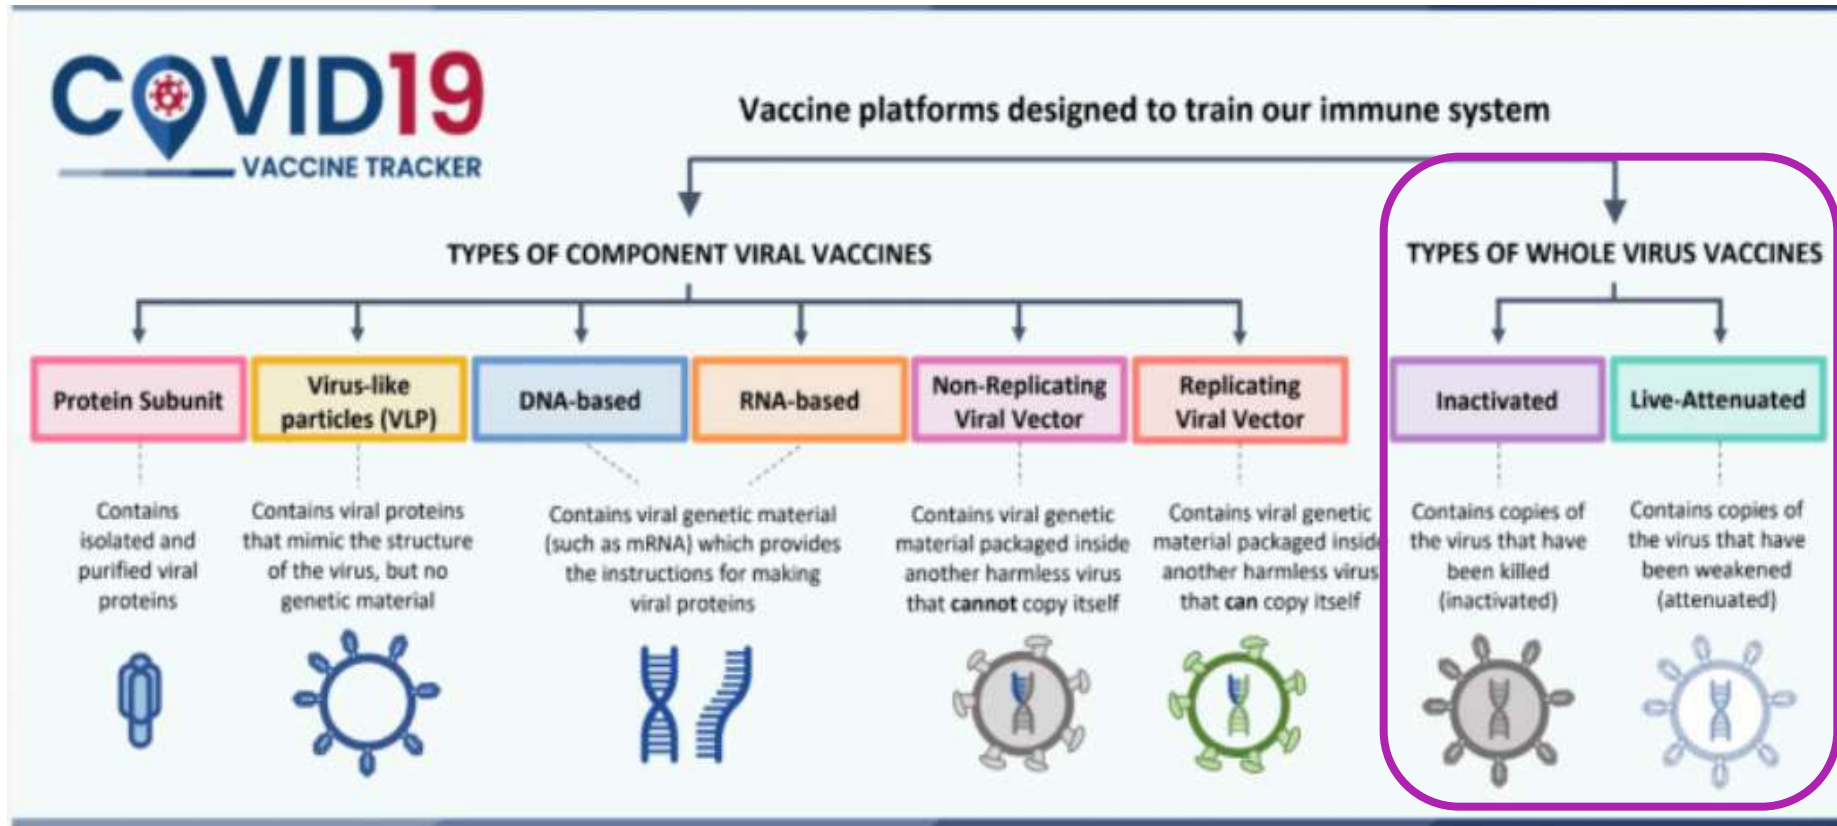 COVID19
VACCINE TRACKER
Vaccine platforms designed to train our immune system
TYPES OF COMPONENT VIRAL VACCINES
Protein Subunit
Contains
isolated and
purified viral
proteins
Virus-like
particles (VLP)
Contains viral proteins
that mimic the structure
of the virus, but no
genetic material
DNA-based
RNA-based
Contains viral genetic material
(such as mRNA) which provides
the instructions for making
viral proteins
Non-Replicating
Viral Vector
Contains viral genetic
material packaged inside
another harmless virus
that cannot copy itself
Replicating
Viral Vector
Contains viral genetic
material packaged inside
another harmless virus
that can copy itself
TYPES OF WHOLE VIRUS VACCINES
Inactivated
Contains copies of
the virus that have
been killed
(inactivated)
Live-Attenuated
Contains copies of
the virus that have
been weakened
(attenuated)